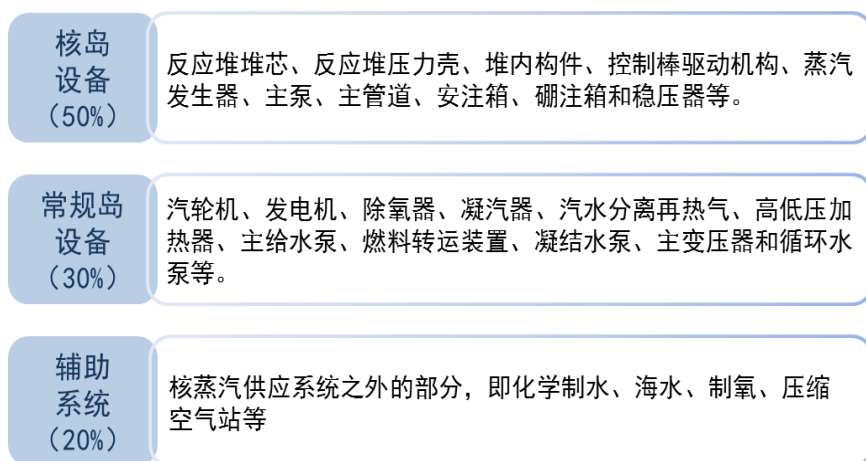 核岛
设备
(50%)
反应堆堆芯、反应堆压力壳、堆内构件、控制棒驱动机构、蒸汽
发生器、主泵、主管道、安注箱、硼注箱和稳压器等。
常规岛
设备
(30%)
汽轮机、发电机、除氧器、凝汽器、汽水分离再热气、高低压加
热器、主给水泵、燃料转运装置、凝结水泵、主变压器和循环水
泵等。
辅助
系统
(20%)
核蒸汽供应系统之外的部分，即化学制水、海水、制氧、压缩
空气站等